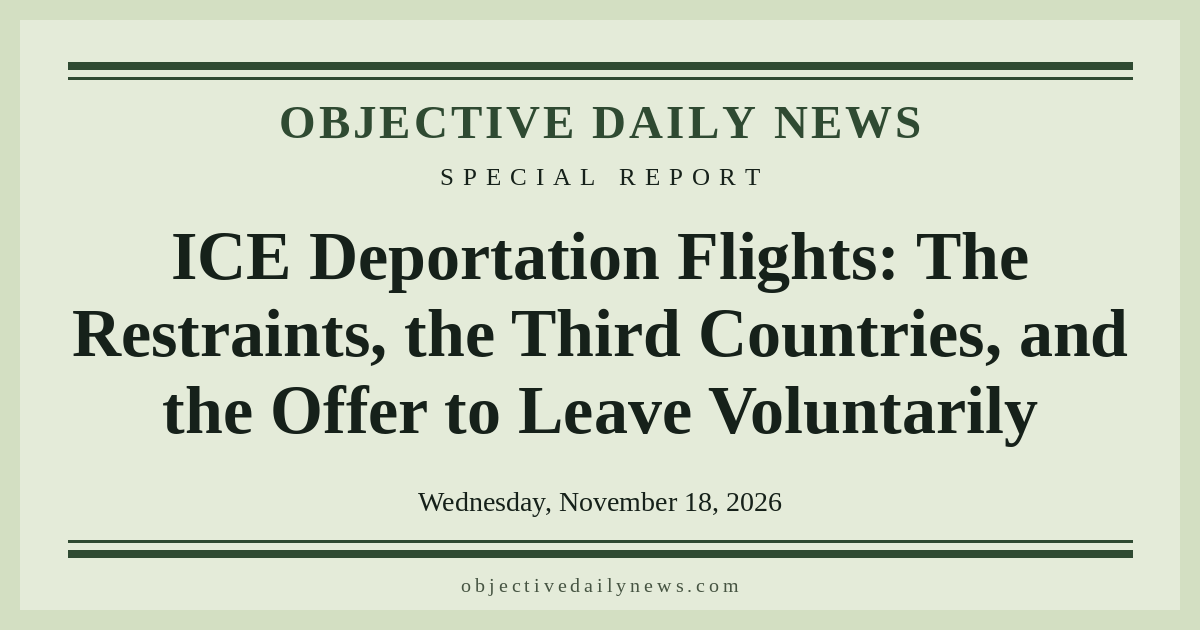 OBJECTIVE DAILY NEWS
SPECIAL REPORT
ICE Deportation Flights: The
Restraints, the Third Countries, and
the Offer to Leave Voluntarily
Wednesday, November 18, 2026
objectivedailynews.com